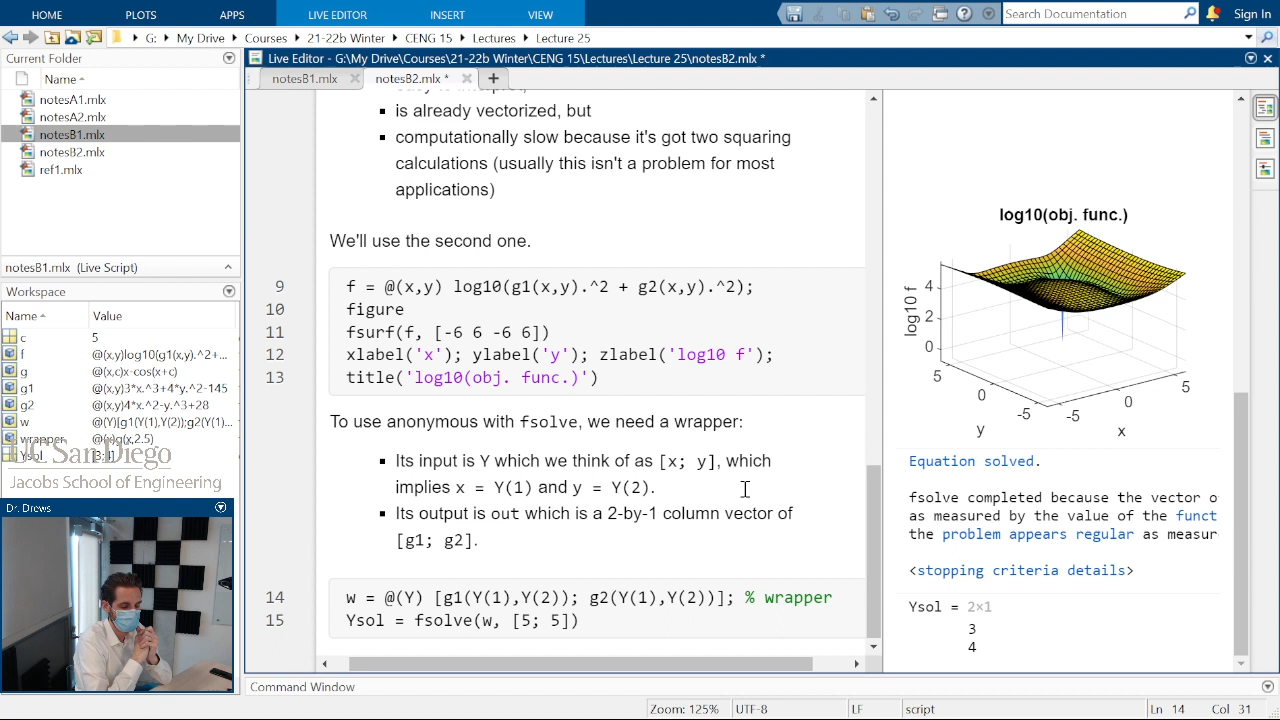 HOME PLOTS APPS LIVE EDITOR INSERT VIEW Search Documentation Sign In
G: My Drive Courses 21-22b Winter CENG 15 Lectures Lecture 25
Current Folder
Name
notesA1.mlx
notesA2.mlx
notesB1.mlx
notesB2.mlx
ref1.mlx
notesB1.mlx (Live Script)
Workspace
Name Value
c 5
f @(x,y)log10(g1(x,y).^2+...
g @(x,c)x-cos(x+c)
g1 @(x,y)3*x.^3+4*y.^2-145
g2 @(x,y)4*x.^2-y.^3+28
w @(Y)[g1(Y(1),Y(2));g2(Y(1)...
wrapper @(x)g(x,2.5)
Ysol [3;4]
UC San Diego
Jacobs School of Engineering
Dr. Drews
Live Editor - G:\My Drive\Courses\21-22b Winter\CENG 15\Lectures\Lecture 25\notesB2.mlx *
notesB1.mlx notesB2.mlx *
▪ is already vectorized, but
▪ computationally slow because it's got two squaring
calculations (usually this isn't a problem for most
applications)
We'll use the second one.
9 f = @(x,y) log10(g1(x,y).^2 + g2(x,y).^2);
10 figure
11 fsurf(f, [-6 6 -6 6])
12 xlabel('x'); ylabel('y'); zlabel('log10 f');
13 title('log10(obj. func.)')
To use anonymous with fsolve, we need a wrapper:
▪ Its input is Y which we think of as [x; y], which
implies x = Y(1) and y = Y(2).
▪ Its output is out which is a 2-by-1 column vector of
[g1; g2].
14 w = @(Y) [g1(Y(1),Y(2)); g2(Y(1),Y(2))]; % wrapper
15 Ysol = fsolve(w, [5; 5])
log10(obj. func.)
log10 f
4
2
0
5
0
-5
y
-5
0
5
x
Equation solved.
fsolve completed because the vector o
as measured by the value of the funct
the problem appears regular as measur
<stopping criteria details>
Ysol = 2×1
3
4
Command Window
Zoom: 125% UTF-8 LF script Ln 14 Col 31